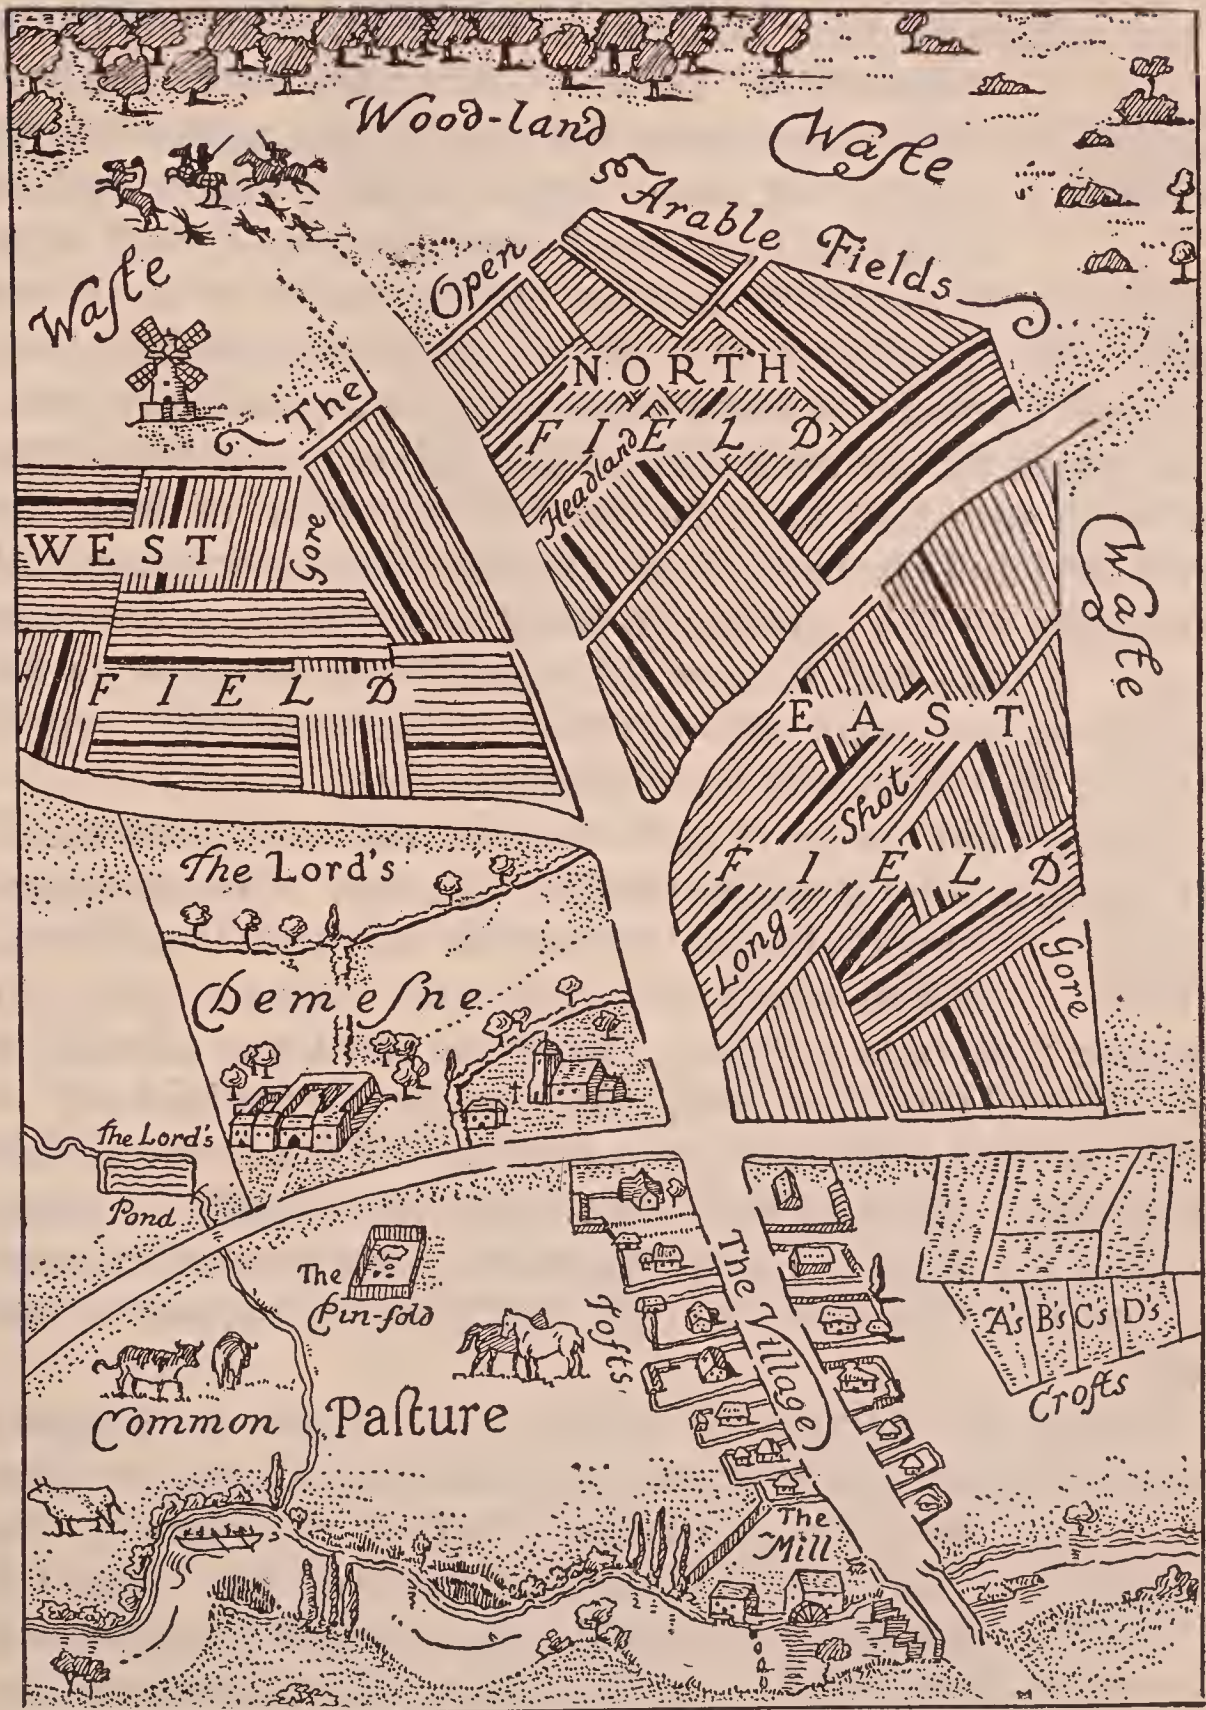 Wood-land
Waſte
Waſte
The Open Arable Fields
NORTH
FIELD
Headland
WEST
Gore
FIELD
Waſte
EAST
Shot
FIELD
Long
Gore
The Lord's
Demeſne
The Lord's
Pond
The
Pin-fold
Tofts
The Village
A's B's C's D's
Crofts
Common Paſture
The
Mill